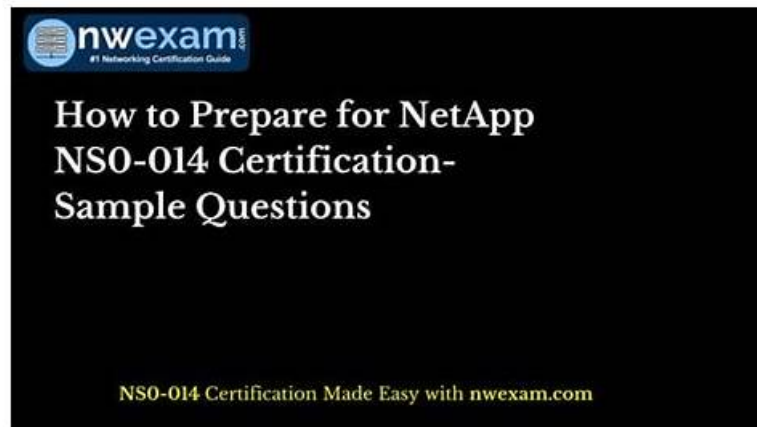 nwexam.com
#1 Networking Certification Guide
How to Prepare for NetApp
NS0-014 Certification-
Sample Questions
NS0-014 Certification Made Easy with nwexam.com